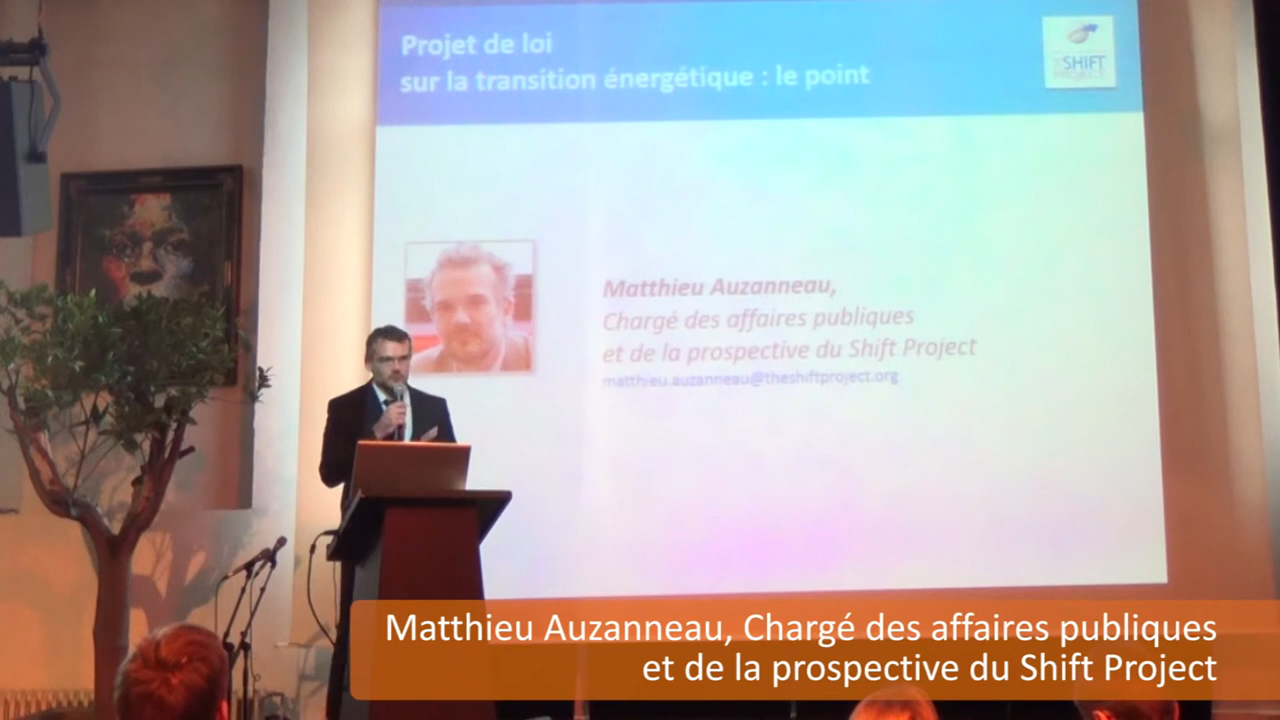 Projet de loi
sur la transition énergétique : le point
THE SHIFT
PROJECT
Matthieu Auzanneau,
Chargé des affaires publiques
et de la prospective du Shift Project
matthieu.auzanneau@theshiftproject.org
Matthieu Auzanneau, Chargé des affaires publiques
et de la prospective du Shift Project